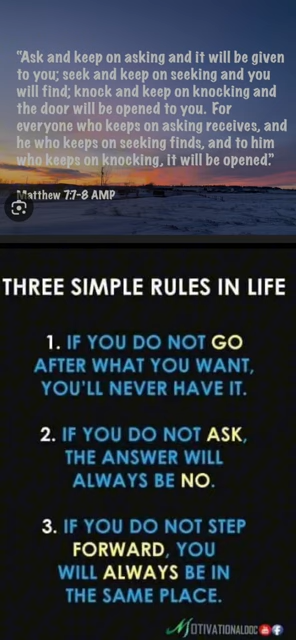 "Ask and keep on asking and it will be given
to you; seek and keep on seeking and you
will find; knock and keep on knocking and
the door will be opened to you. For
everyone who keeps on asking receives, and
he who keeps on seeking finds, and to him
who keeps on knocking, it will be opened."
Matthew 7:7-8 AMP
THREE SIMPLE RULES IN LIFE
1. IF YOU DO NOT GO
AFTER WHAT YOU WANT,
YOU'LL NEVER HAVE IT.
2. IF YOU DO NOT ASK,
THE ANSWER WILL
ALWAYS BE NO.
3. IF YOU DO NOT STEP
FORWARD, YOU
WILL ALWAYS BE IN
THE SAME PLACE.
MOTIVATIONALDOC